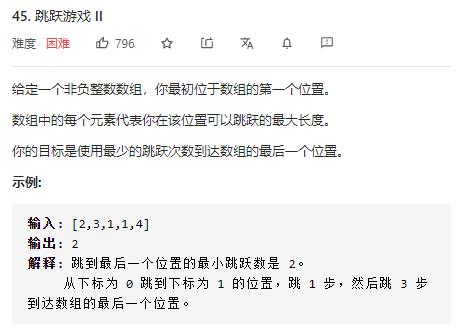 45. 跳跃游戏 II
难度 困难 796
给定一个非负整数数组，你最初位于数组的第一个位置。
数组中的每个元素代表你在该位置可以跳跃的最大长度。
你的目标是使用最少的跳跃次数到达数组的最后一个位置。
示例:
输入: [2,3,1,1,4]
输出: 2
解释: 跳到最后一个位置的最小跳跃数是 2。
从下标为 0 跳到下标为 1 的位置，跳 1 步，然后跳 3 步
到达数组的最后一个位置。